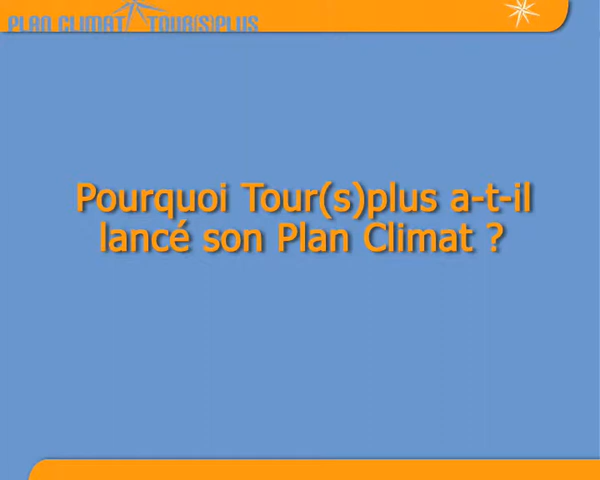 PLAN CLIMAT TOUR(S)PLUS
Pourquoi Tour(s)plus a-t-il
lancé son Plan Climat ?